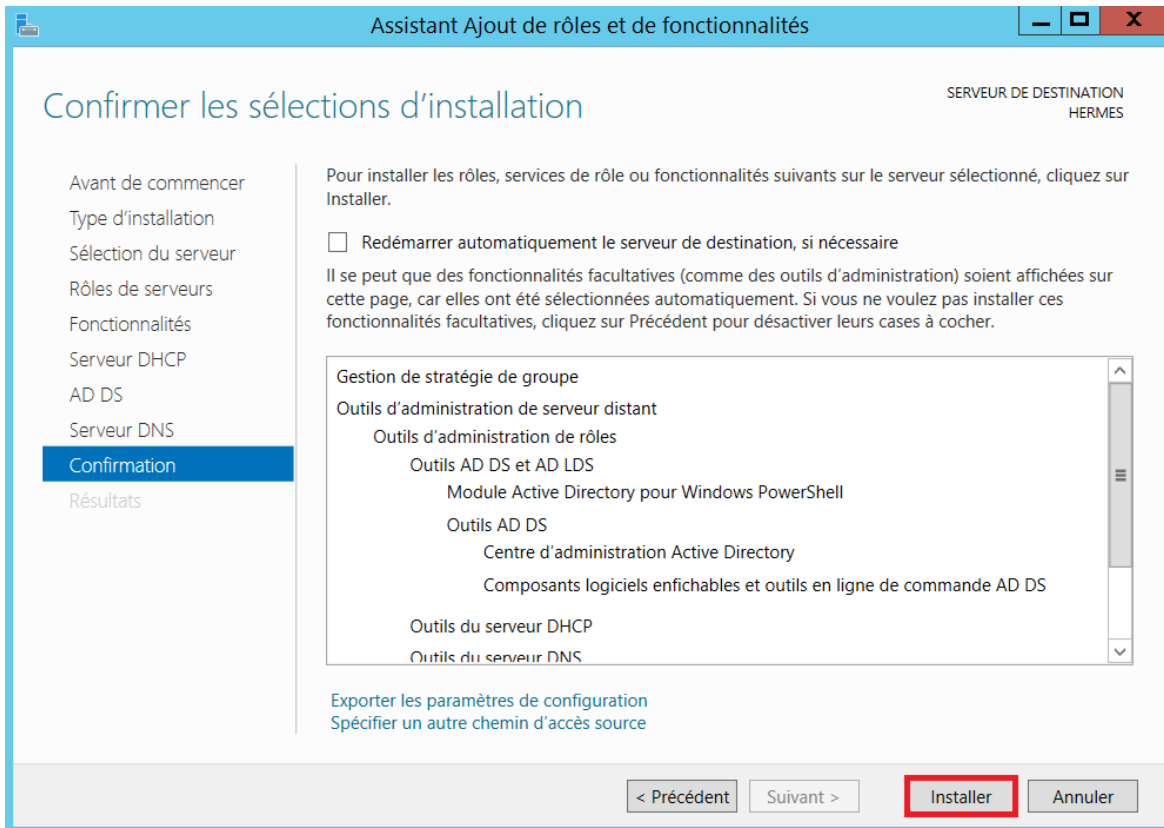 Assistant Ajout de rôles et de fonctionnalités
Confirmer les sélections d’installation
SERVEUR DE DESTINATION
HERMES
Avant de commencer
Type d’installation
Sélection du serveur
Rôles de serveurs
Fonctionnalités
Serveur DHCP
AD DS
Serveur DNS
Confirmation
Résultats
Pour installer les rôles, services de rôle ou fonctionnalités suivants sur le serveur sélectionné, cliquez sur
Installer.
Redémarrer automatiquement le serveur de destination, si nécessaire
Il se peut que des fonctionnalités facultatives (comme des outils d’administration) soient affichées sur
cette page, car elles ont été sélectionnées automatiquement. Si vous ne voulez pas installer ces
fonctionnalités facultatives, cliquez sur Précédent pour désactiver leurs cases à cocher.
Gestion de stratégie de groupe
Outils d’administration de serveur distant
Outils d’administration de rôles
Outils AD DS et AD LDS
Module Active Directory pour Windows PowerShell
Outils AD DS
Centre d’administration Active Directory
Composants logiciels enfichables et outils en ligne de commande AD DS
Outils du serveur DHCP
Outils du serveur DNS
Exporter les paramètres de configuration
Spécifier un autre chemin d’accès source
< Précédent
Suivant >
Installer
Annuler